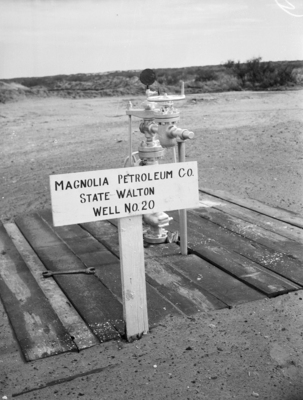 MAGNOLIA PETROLEUM CO.
STATE WALTON
WELL NO. 20